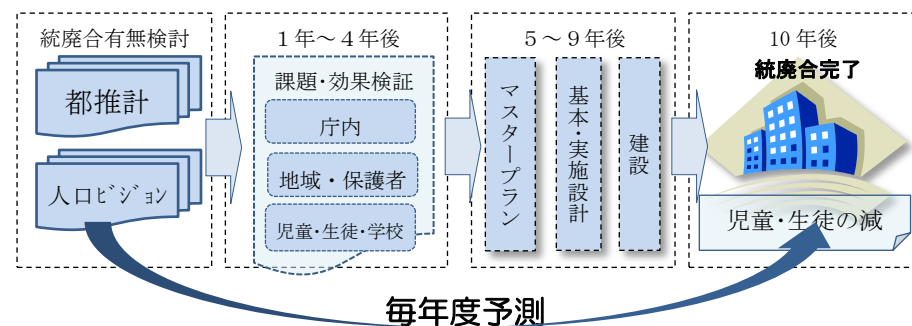 統廃合有無検討
都推計
人口ﾋﾞｼﾞｮﾝ
１年～４年後
課題･効果検証
庁内
地域・保護者
児童･生徒･学校
５～９年後
マスタープラン
基本・実施設計
建設
10 年後
統廃合完了
児童・生徒の減
毎年度予測